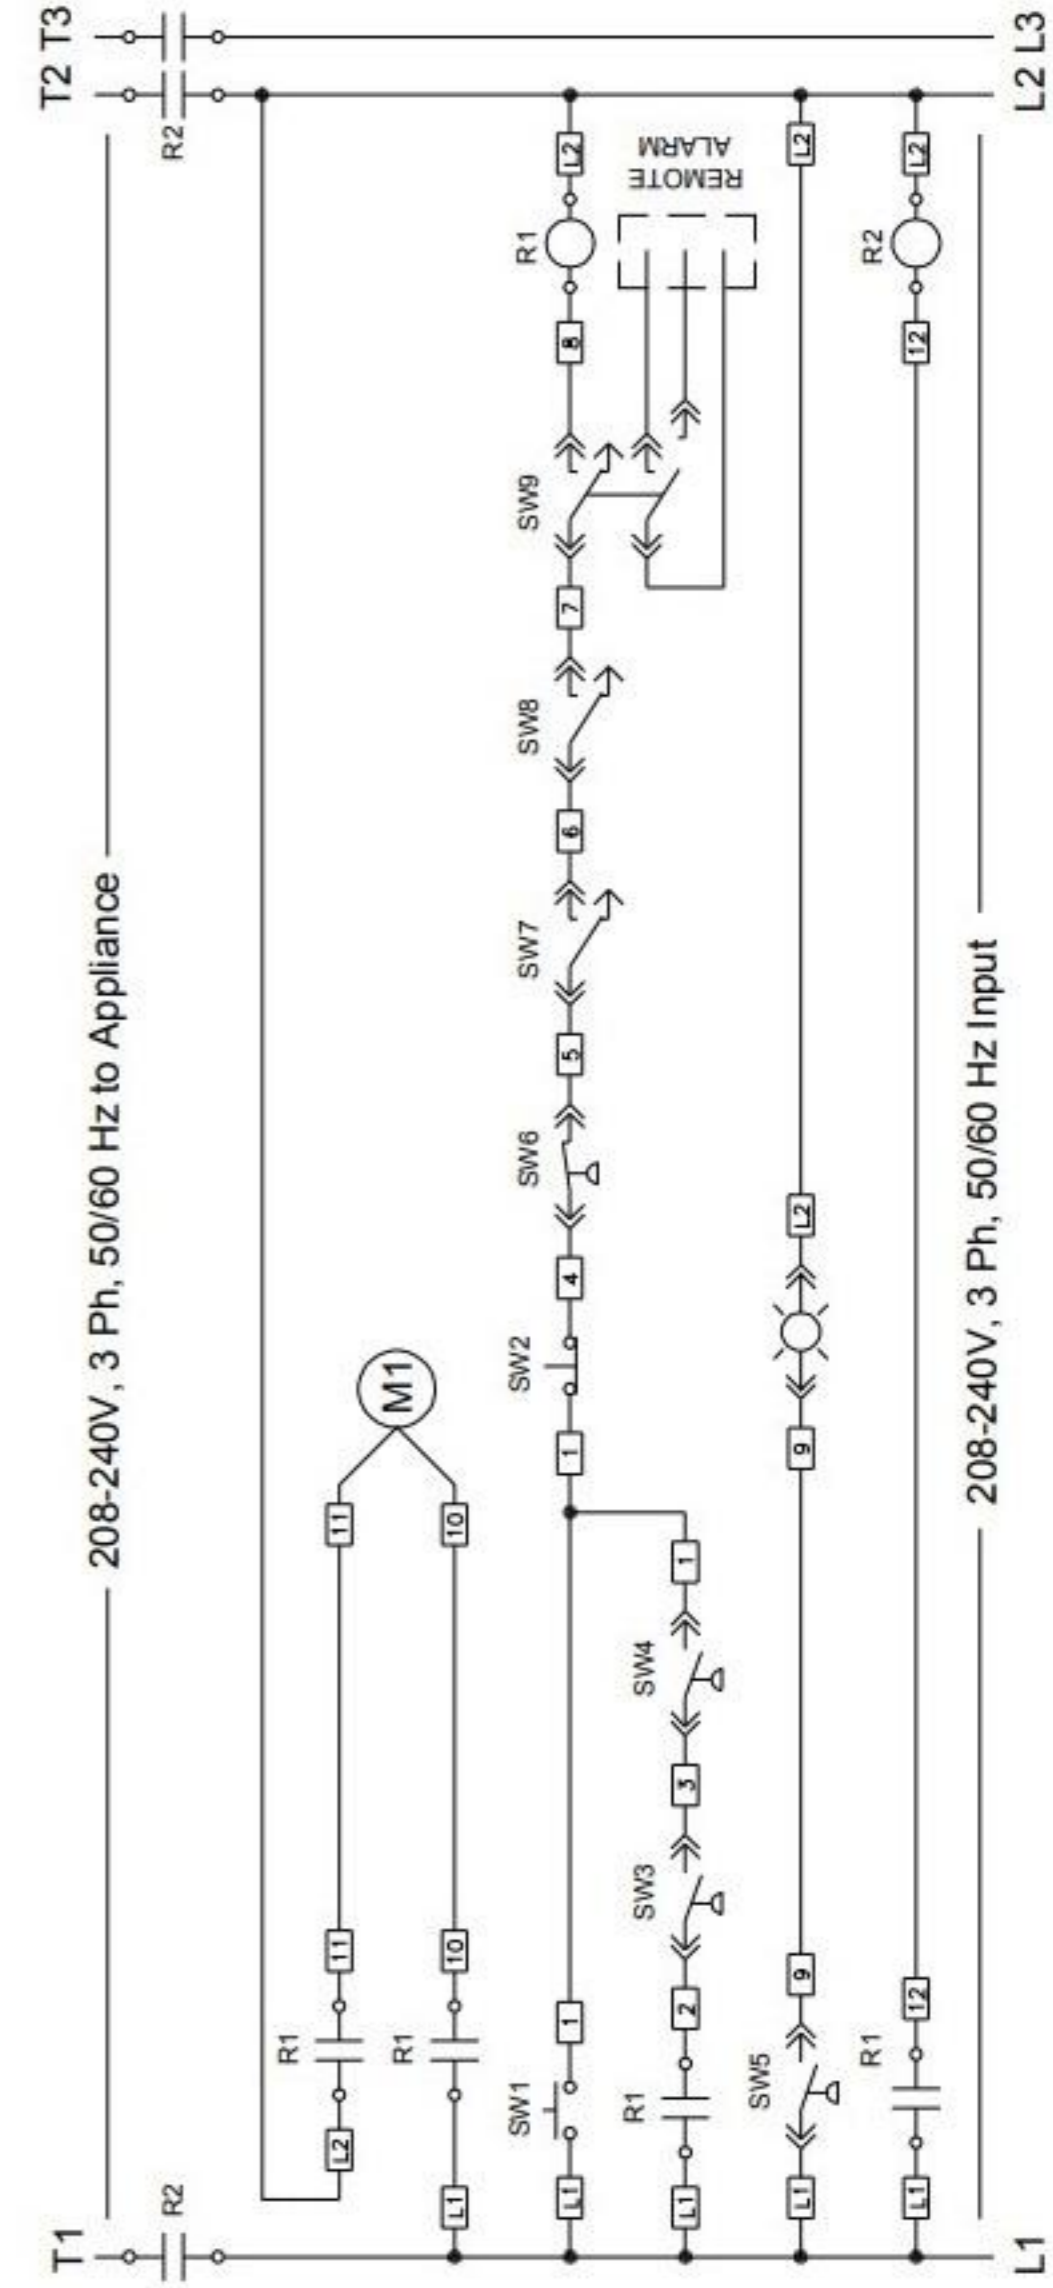 T1 T2 T3
208-240V, 3 Ph, 50/60 Hz to Appliance
R2 R2
R1
L2 11 11
R1 M1
L1 10 10
SW1 SW2 SW6 SW7 SW8 SW9 R1
L1 1 1 4 5 6 7 8 L2
R1 SW3 SW4
REMOTE
ALARM
L1 2 3 1
SW5
L1 9 9 L2 L2
R1 R2
L1 12 12 L2
208-240V, 3 Ph, 50/60 Hz Input
L1 L2 L3